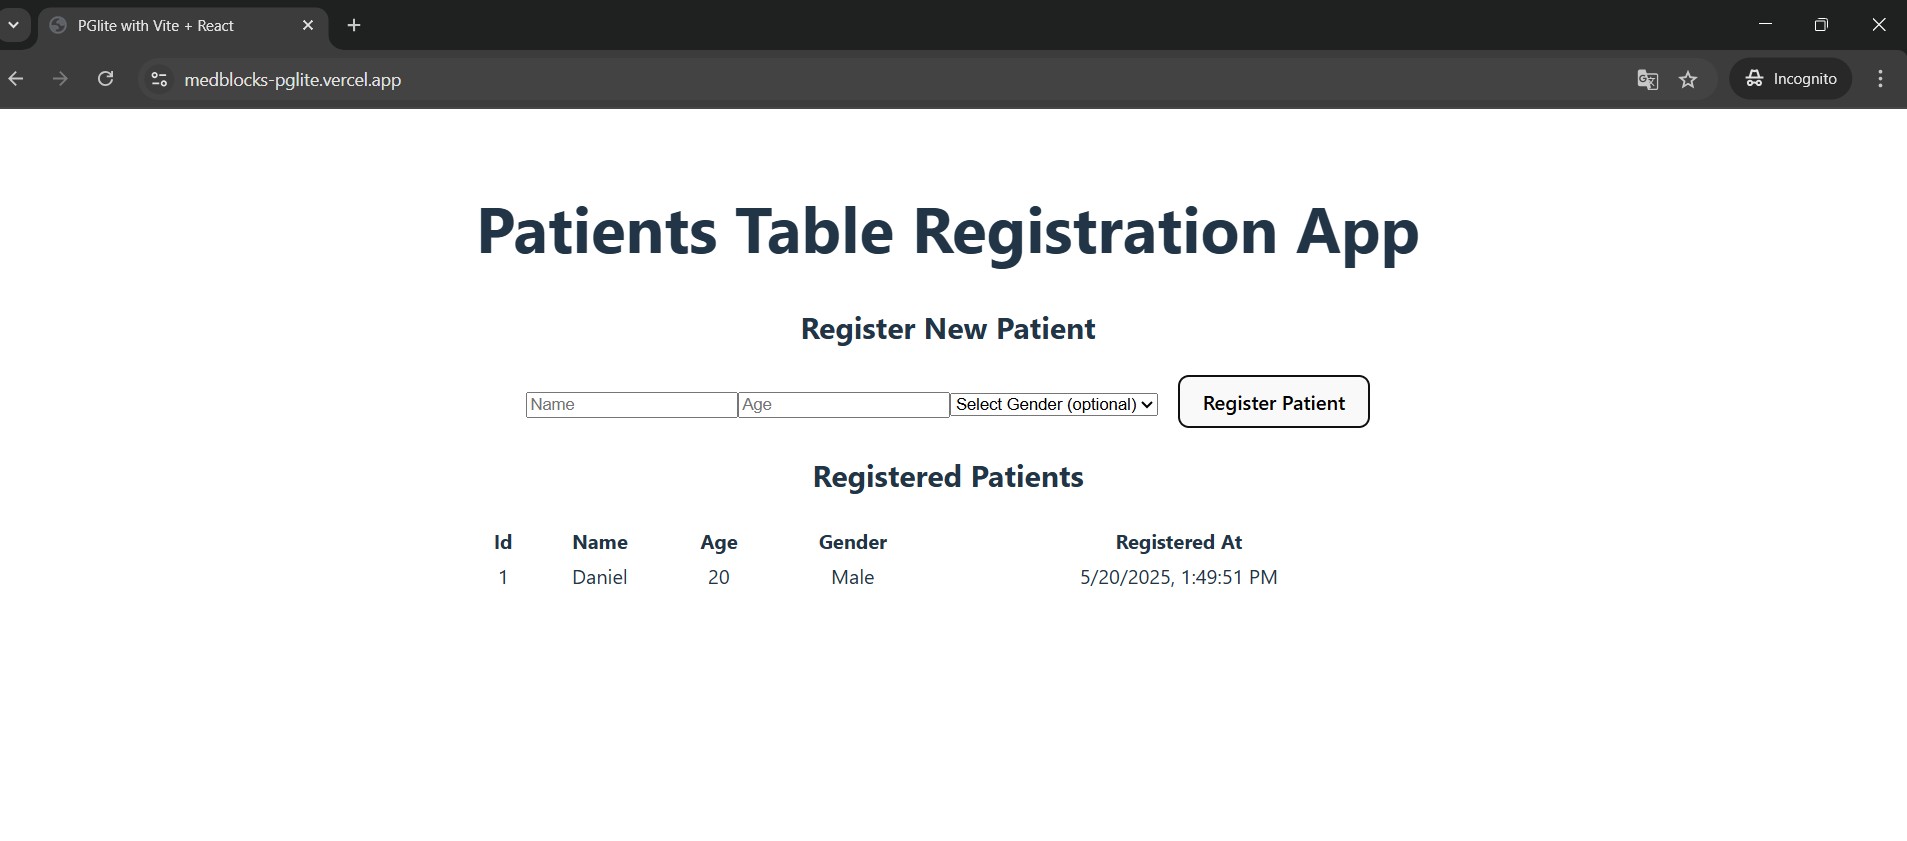 PGlite with Vite + React
medblocks-pglite.vercel.app
Incognito
Patients Table Registration App
Register New Patient
Name Age Select Gender (optional) Register Patient
Registered Patients
Id Name Age Gender Registered At
1 Daniel 20 Male 5/20/2025, 1:49:51 PM